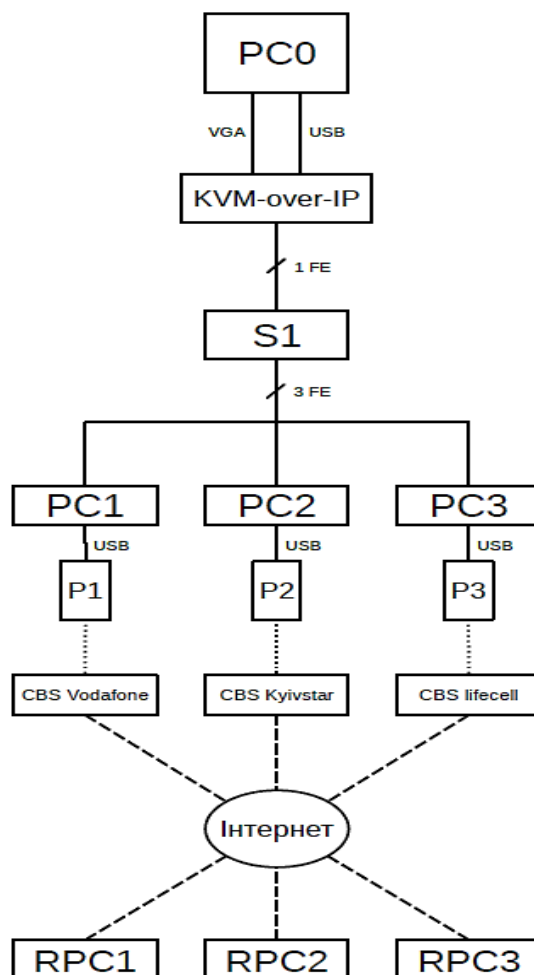 PC0
VGA
USB
KVM-over-IP
1 FE
S1
3 FE
PC1
PC2
PC3
USB
USB
USB
P1
P2
P3
CBS Vodafone
CBS Kyivstar
CBS lifecell
Інтернет
RPC1
RPC2
RPC3